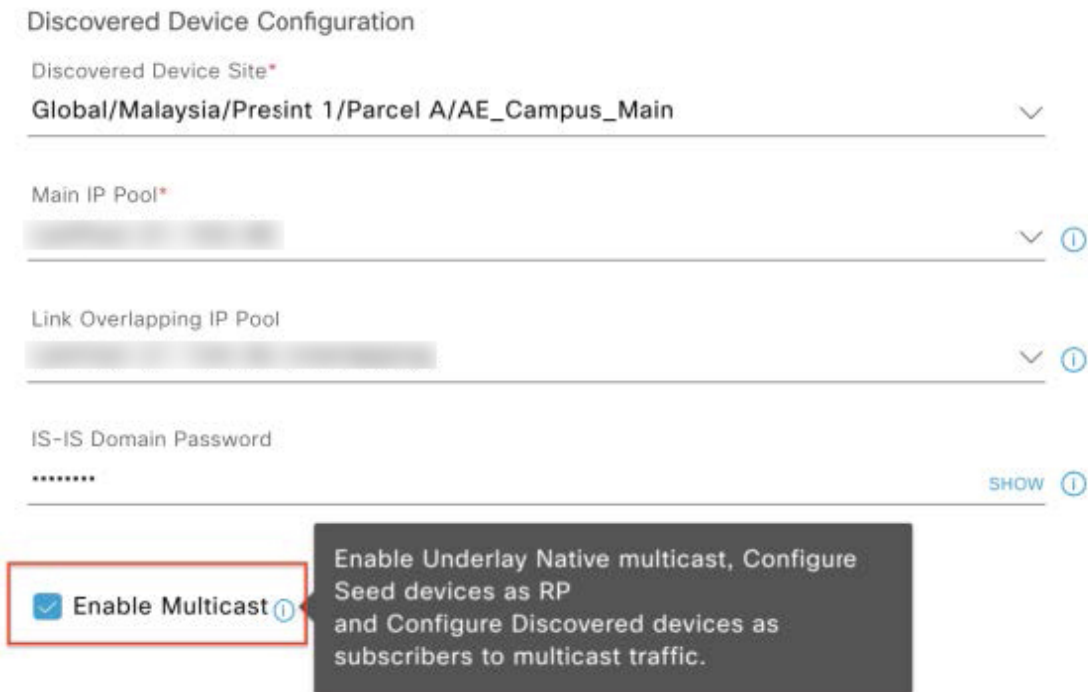 Discovered Device Configuration
Discovered Device Site*
Global/Malaysia/Presint 1/Parcel A/AE_Campus_Main
Main IP Pool*
Link Overlapping IP Pool
IS-IS Domain Password
••••••••
SHOW
Enable Multicast
Enable Underlay Native multicast, Configure
Seed devices as RP
and Configure Discovered devices as
subscribers to multicast traffic.